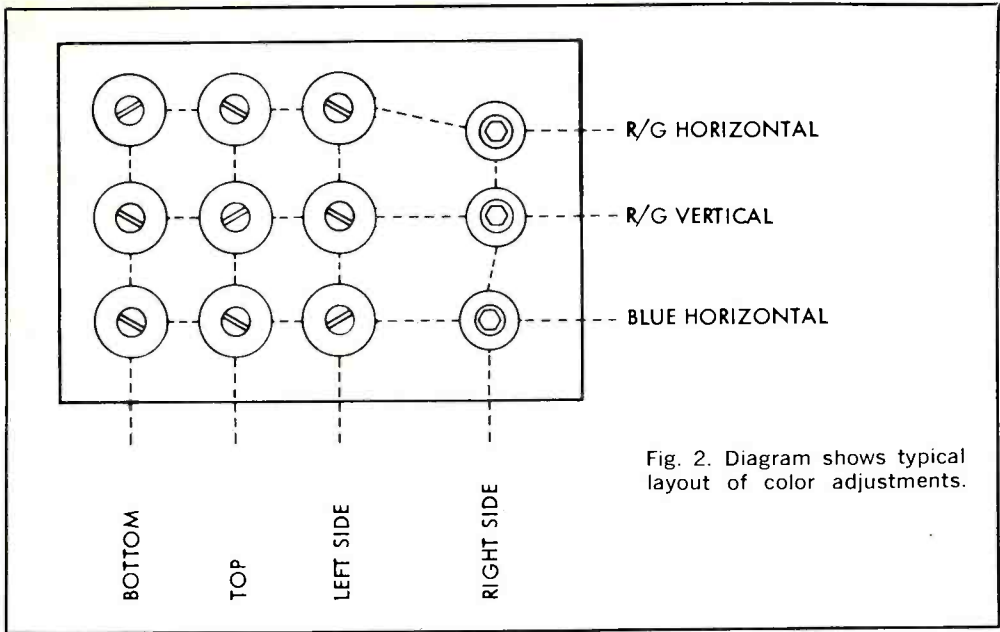 R/G HORIZONTAL
R/G VERTICAL
BLUE HORIZONTAL
Fig. 2. Diagram shows typical
layout of color adjustments.
BOTTOM
TOP
LEFT SIDE
RIGHT SIDE